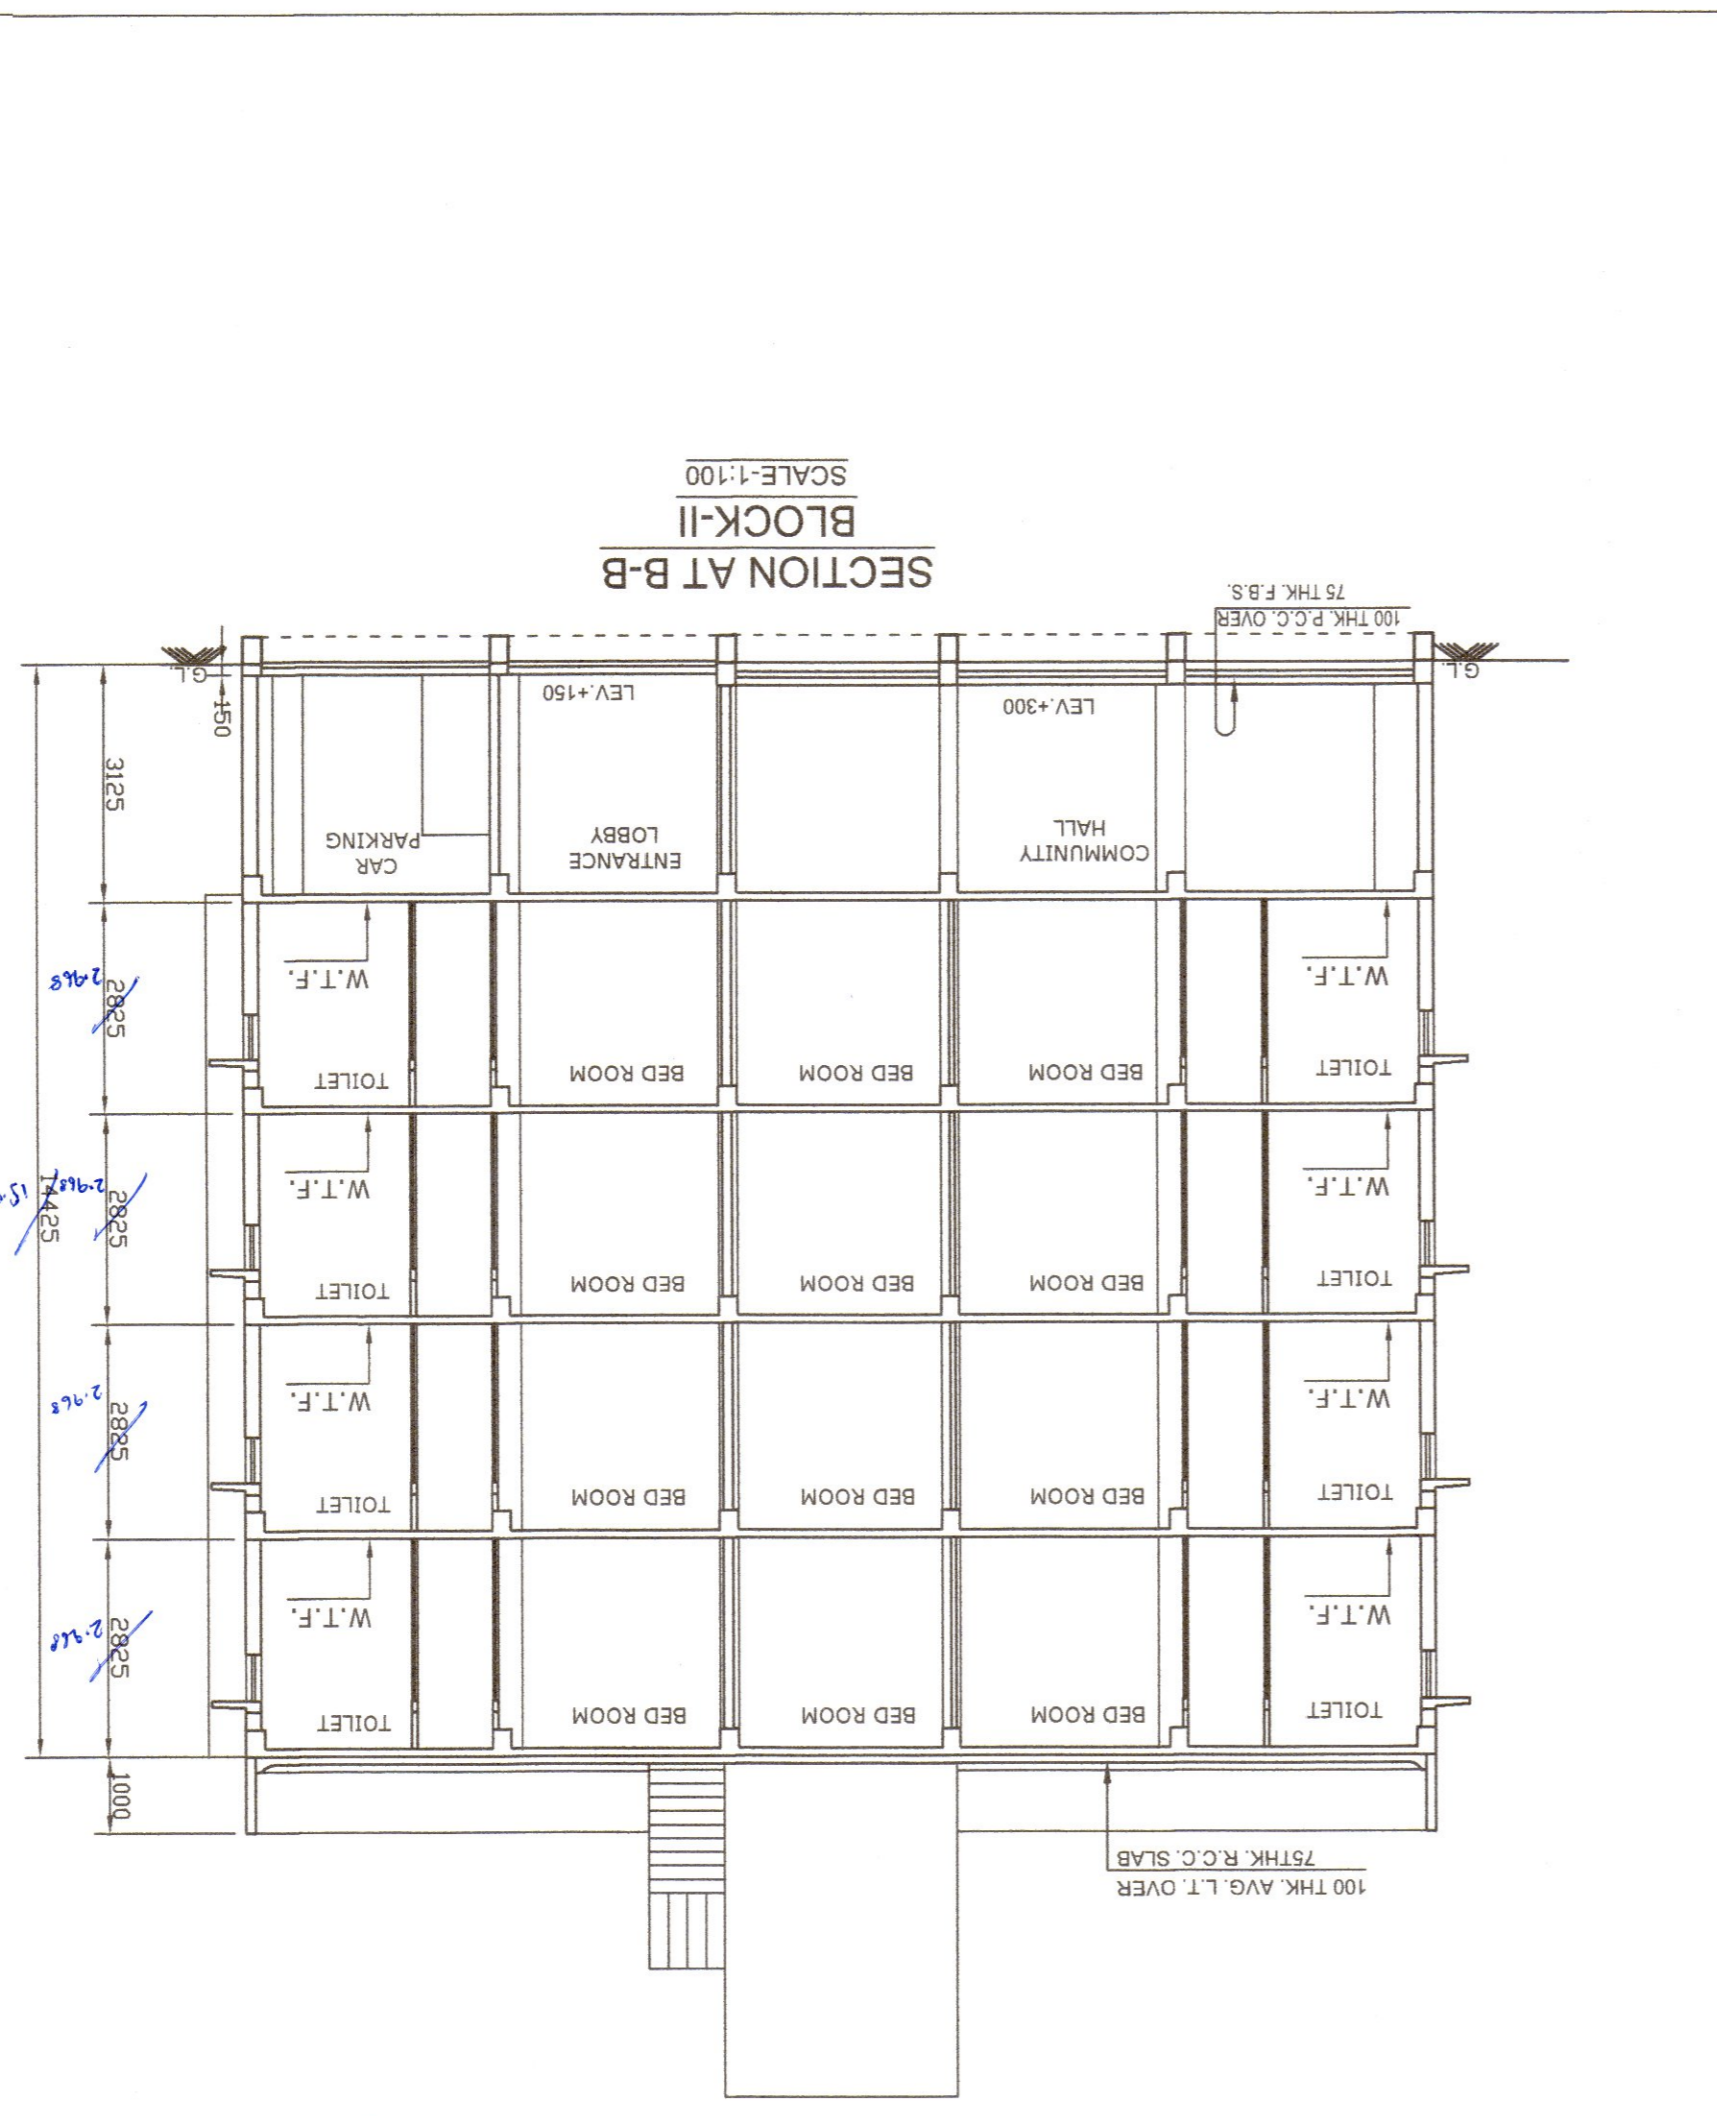 100 THK. AVG. L.T. OVER
75THK. R.C.C. SLAB
1000
TOILET
BED ROOM
BED ROOM
BED ROOM
TOILET
W.T.F.
W.T.F.
2825
2.968
TOILET
BED ROOM
BED ROOM
BED ROOM
TOILET
W.T.F.
W.T.F.
2825
2.968
TOILET
BED ROOM
BED ROOM
BED ROOM
TOILET
W.T.F.
W.T.F.
2825
2.968
14425
TOILET
BED ROOM
BED ROOM
BED ROOM
TOILET
W.T.F.
W.T.F.
2825
2.968
COMMUNITY
HALL
LEV.+300
ENTRANCE
LOBBY
LEV.+150
CAR
PARKING
3125
150
G.L.
G.L.
100 THK. P.C.C. OVER
75 THK. F.B.S.
SECTION AT B-B
BLOCK-II
SCALE-1:100